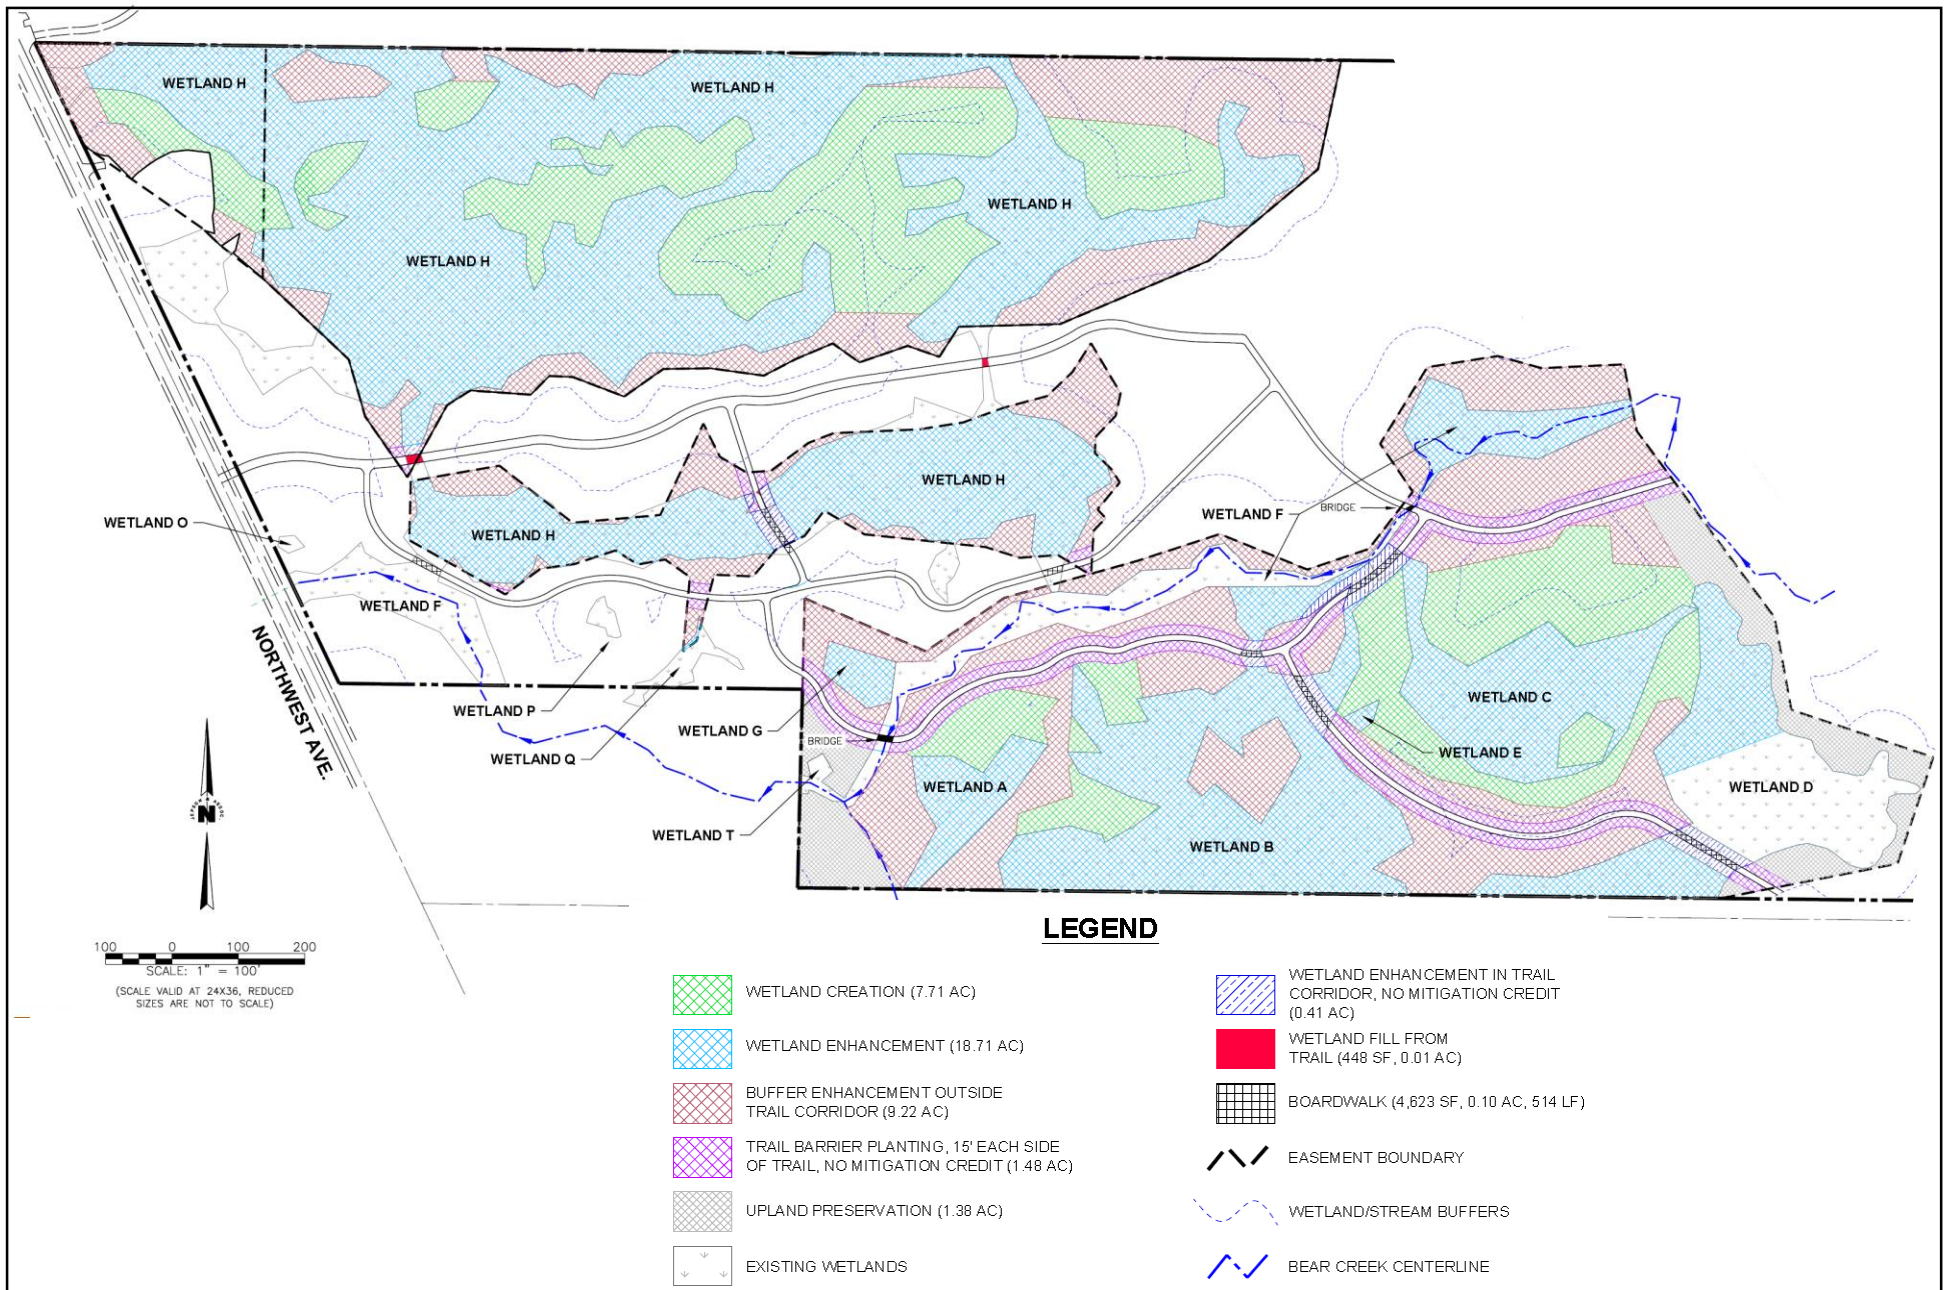 WETLAND H
WETLAND H
WETLAND H
WETLAND H
WETLAND H
WETLAND H
WETLAND O
WETLAND F
BRIDGE
WETLAND F
NORTHWEST AVE.
WETLAND P
WETLAND Q
WETLAND G
BRIDGE
WETLAND T
WETLAND A
WETLAND B
WETLAND C
WETLAND E
WETLAND D
N
100 0 100 200
SCALE: 1" = 100'
(SCALE VALID AT 24X36, REDUCED
SIZES ARE NOT TO SCALE)
LEGEND
WETLAND CREATION (7.71 AC)
WETLAND ENHANCEMENT (18.71 AC)
BUFFER ENHANCEMENT OUTSIDE
TRAIL CORRIDOR (9.22 AC)
TRAIL BARRIER PLANTING, 15' EACH SIDE
OF TRAIL, NO MITIGATION CREDIT (1.48 AC)
UPLAND PRESERVATION (1.38 AC)
EXISTING WETLANDS
WETLAND ENHANCEMENT IN TRAIL
CORRIDOR, NO MITIGATION CREDIT
(0.41 AC)
WETLAND FILL FROM
TRAIL (448 SF, 0.01 AC)
BOARDWALK (4,623 SF, 0.10 AC, 514 LF)
EASEMENT BOUNDARY
WETLAND/STREAM BUFFERS
BEAR CREEK CENTERLINE